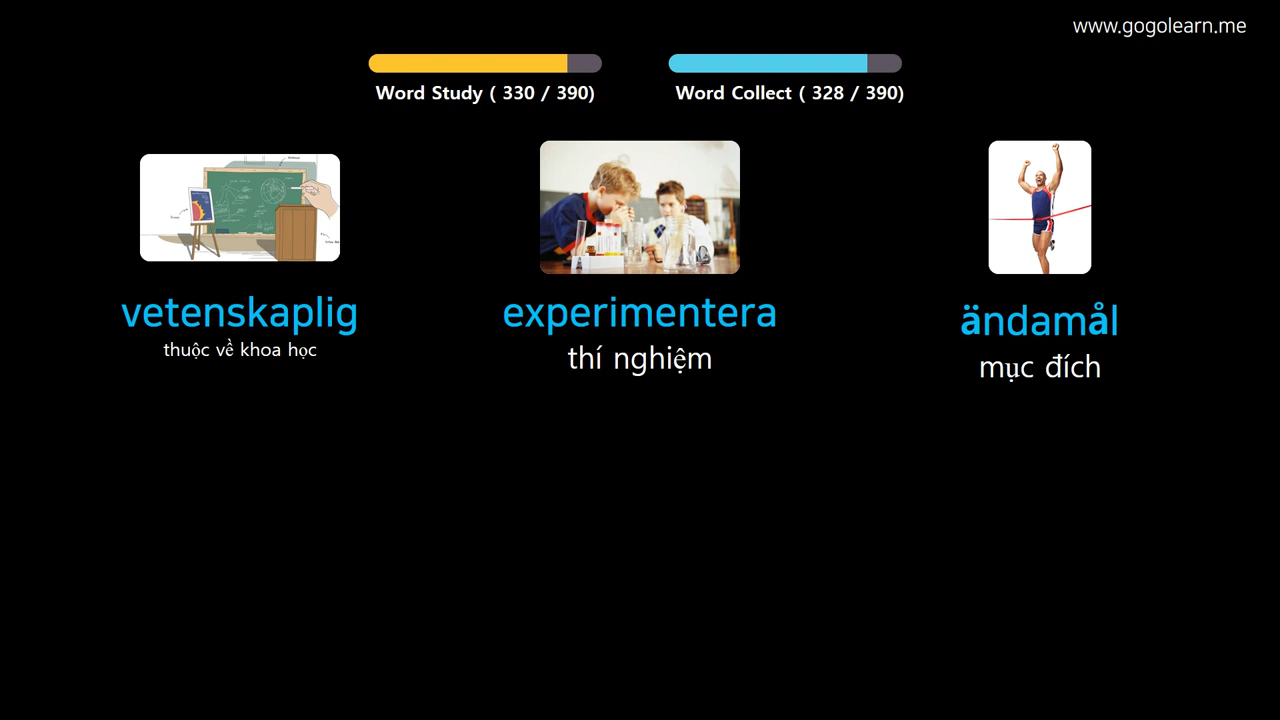 www.gogolearn.me
Word Study ( 330 / 390)
Word Collect ( 328 / 390)
vetenskaplig
experimentera
ändamål
thuộc về khoa học
thí nghiệm
mục đích